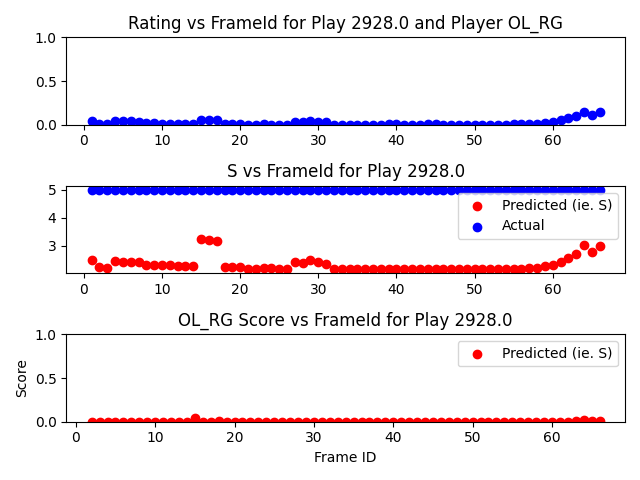 Rating vs FrameId for Play 2928.0 and Player OL_RG
1.0
0.5
0.0
0 10 20 30 40 50 60
S vs FrameId for Play 2928.0
5
4
3
Predicted (ie. S)
Actual
0 10 20 30 40 50 60
OL_RG Score vs FrameId for Play 2928.0
1.0
0.5
0.0
Score
Predicted (ie. S)
0 10 20 30 40 50 60
Frame ID